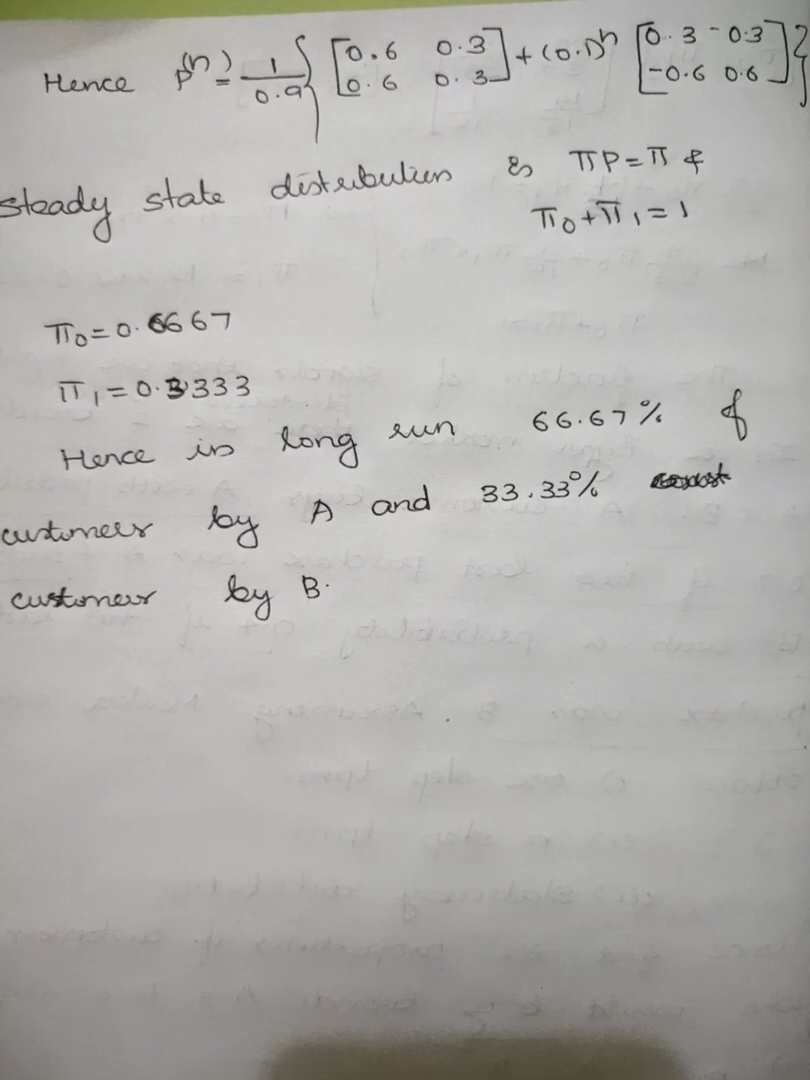 Hence P^(n) = 1/0.9 { [0.6 0.3; 0.6 0.3] + (0.1)^n [0.3 -0.3; -0.6 0.6] }
steady state distribution is πP=π &
π0+π1=1
π0=0.6667
π1=0.3333
Hence in long run 66.67% of
customers by A and 33.33%
customer by B.